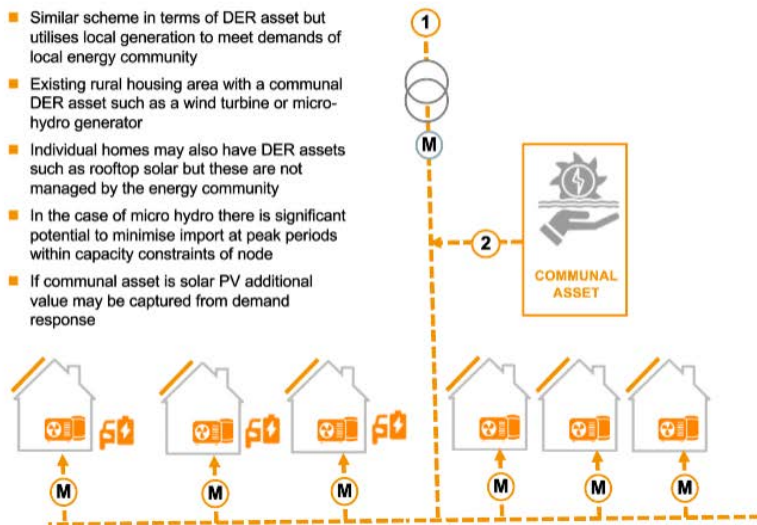 Similar scheme in terms of DER asset but
utilises local generation to meet demands of
local energy community
Existing rural housing area with a communal
DER asset such as a wind turbine or micro-
hydro generator
Individual homes may also have DER assets
such as rooftop solar but these are not
managed by the energy community
In the case of micro hydro there is significant
potential to minimise import at peak periods
within capacity constraints of node
If communal asset is solar PV additional
value may be captured from demand
response
1
M
2
COMMUNAL
ASSET
M
M
M
M
M
M